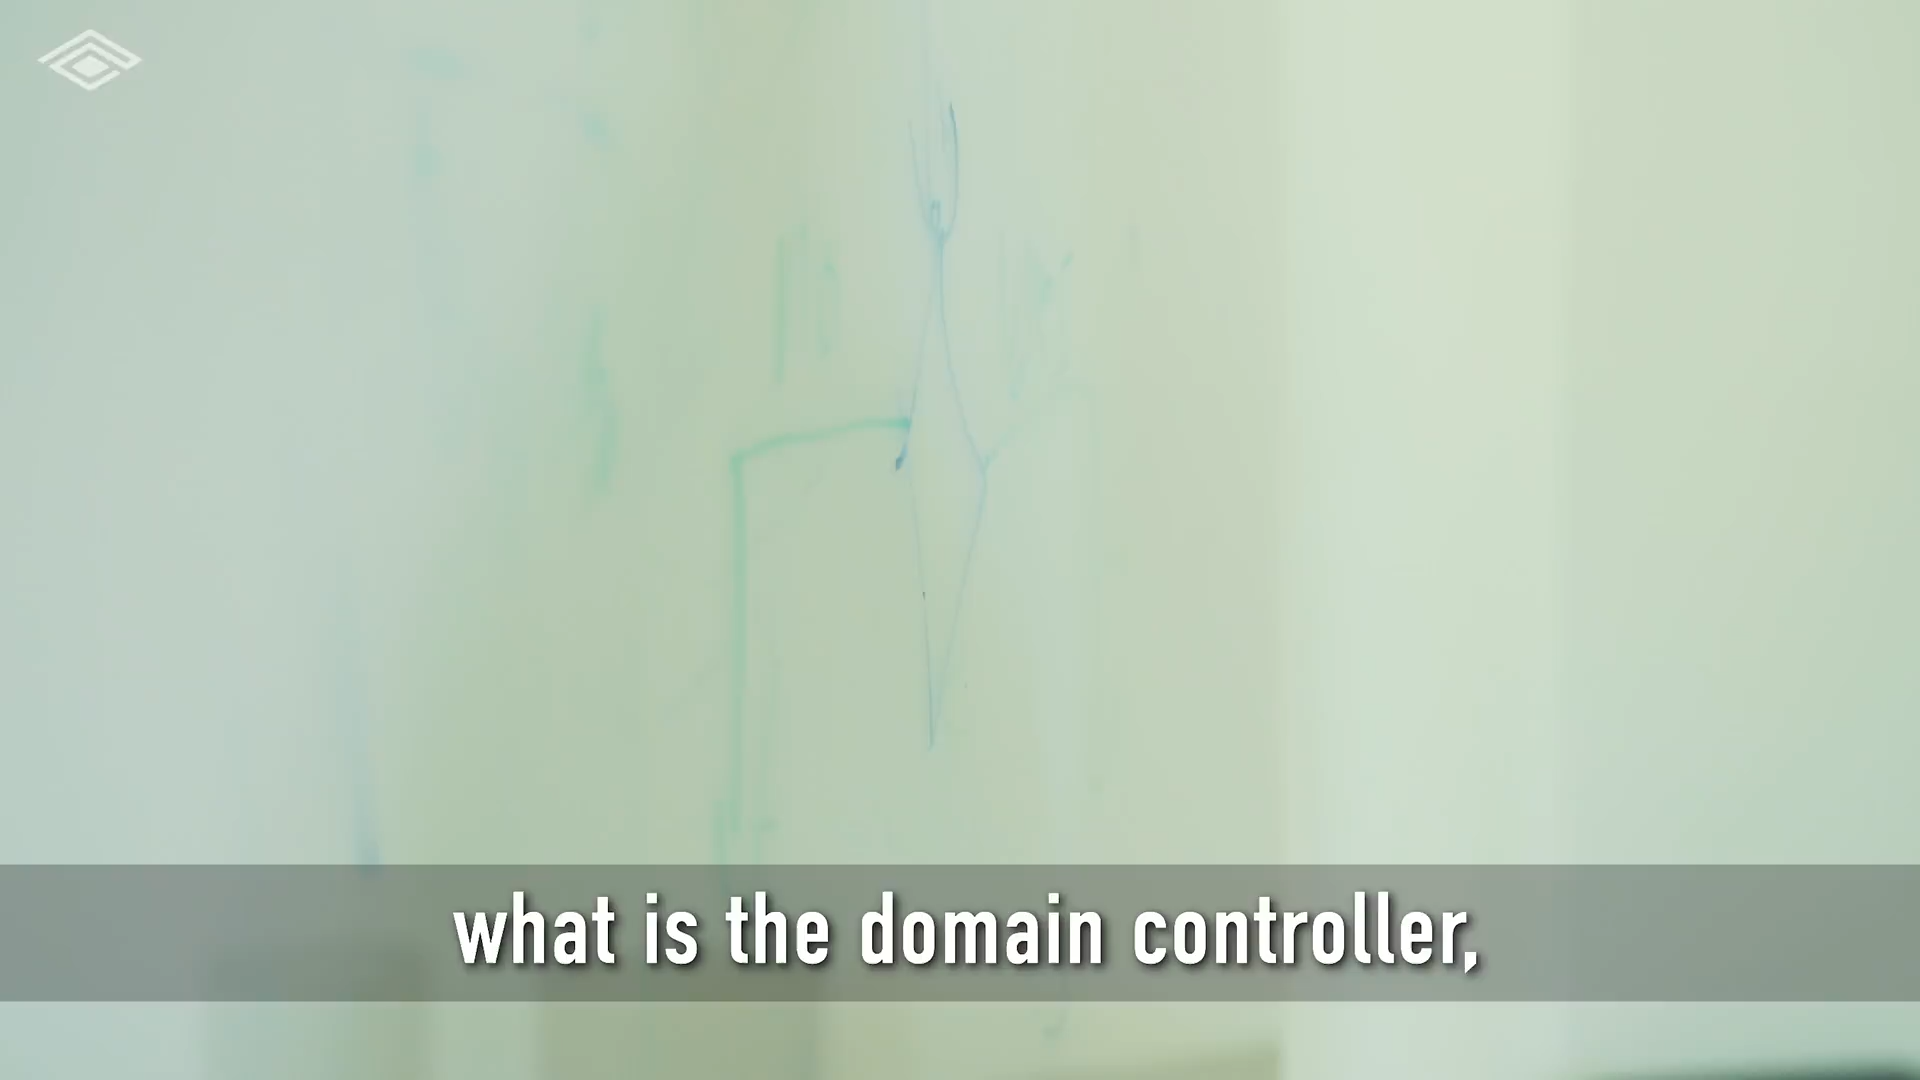 what is the domain controller,